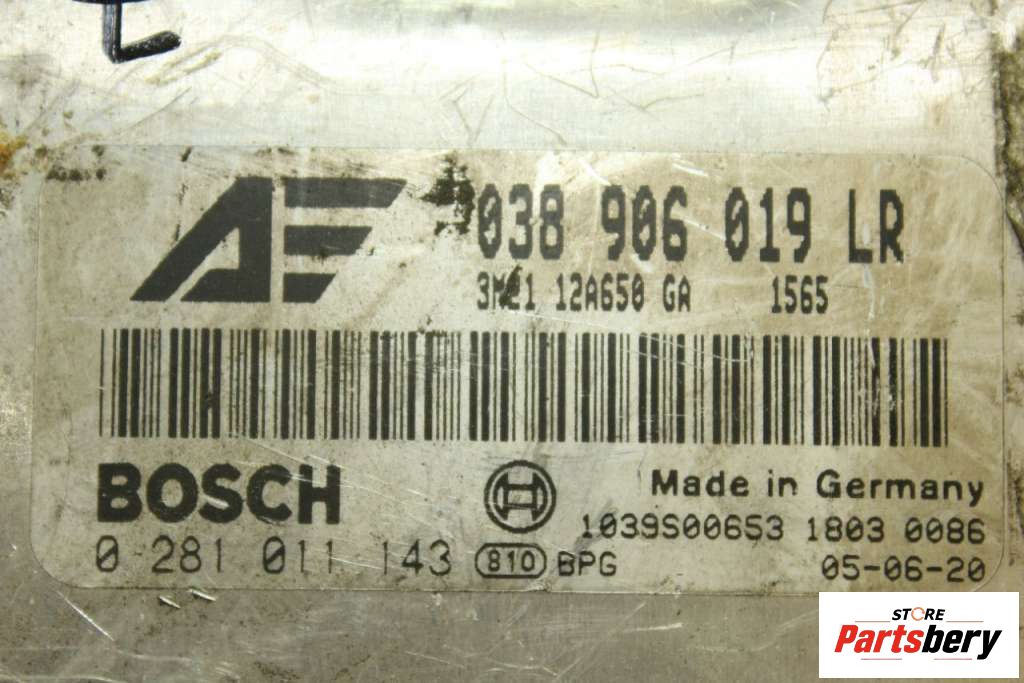 AE
038 906 019 LR
3M21 12A650 GA 1565
BOSCH
Made in Germany
1039S00653 1803 0086
0 281 011 143 810 BPG
05-06-20
STORE
Partsbery